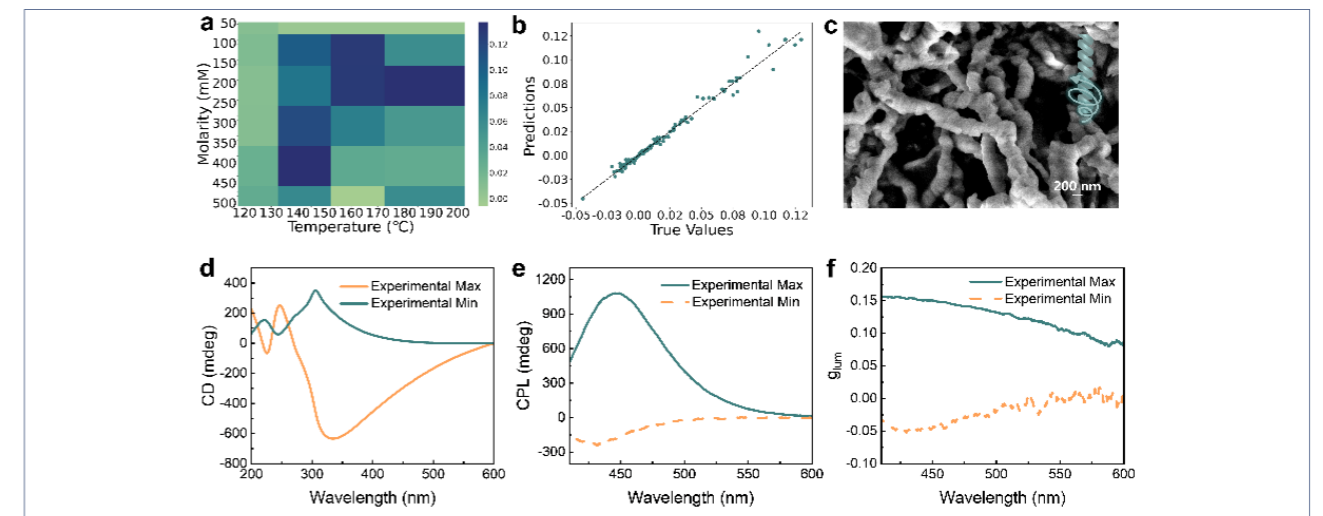 a
50
100
150
200
250
300
350
400
450
500
Molarity (mM)
120 130 140 150 160 170 180 190 200
Temperature (℃)
0.12
0.10
0.08
0.06
0.04
0.02
0.00
b
0.12
0.10
0.08
0.05
0.02
0.00
-0.03
-0.05
Predictions
-0.05 -0.03 0.00 0.02 0.05 0.08 0.10 0.12
True Values
c
200 nm
d
400
200
0
-200
-400
-600
-800
CD (mdeg)
Experimental Max
Experimental Min
200 300 400 500 600
Wavelength (nm)
e
1200
900
600
300
0
-300
CPL (mdeg)
Experimental Max
Experimental Min
450 500 550 600
Wavelength (nm)
f
0.20
0.15
0.10
0.05
0.00
-0.05
-0.10
glum
Experimental Max
Experimental Min
450 500 550 600
Wavelength (nm)